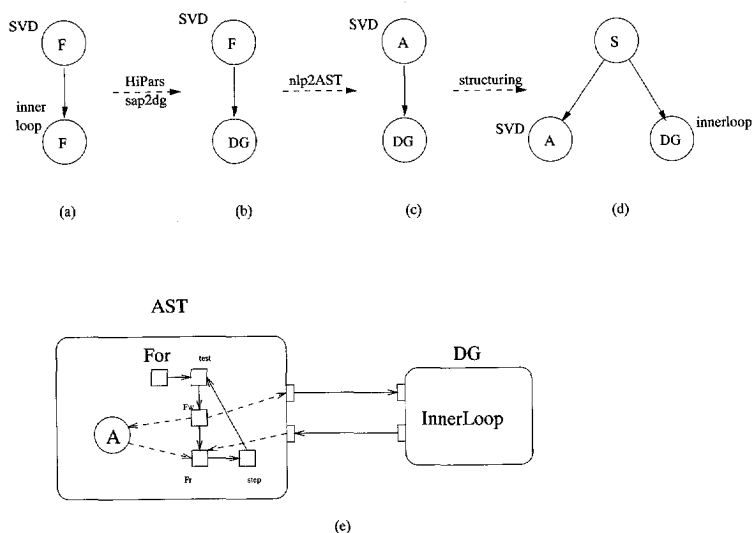 SVD
F
inner
loop
F
(a)
HiPars
sap2dg
SVD
F
DG
(b)
nlp2AST
SVD
A
DG
(c)
structuring
S
SVD
A
DG
innerloop
(d)
AST
For
test
Fw
A
Fr
step
DG
InnerLoop
(e)